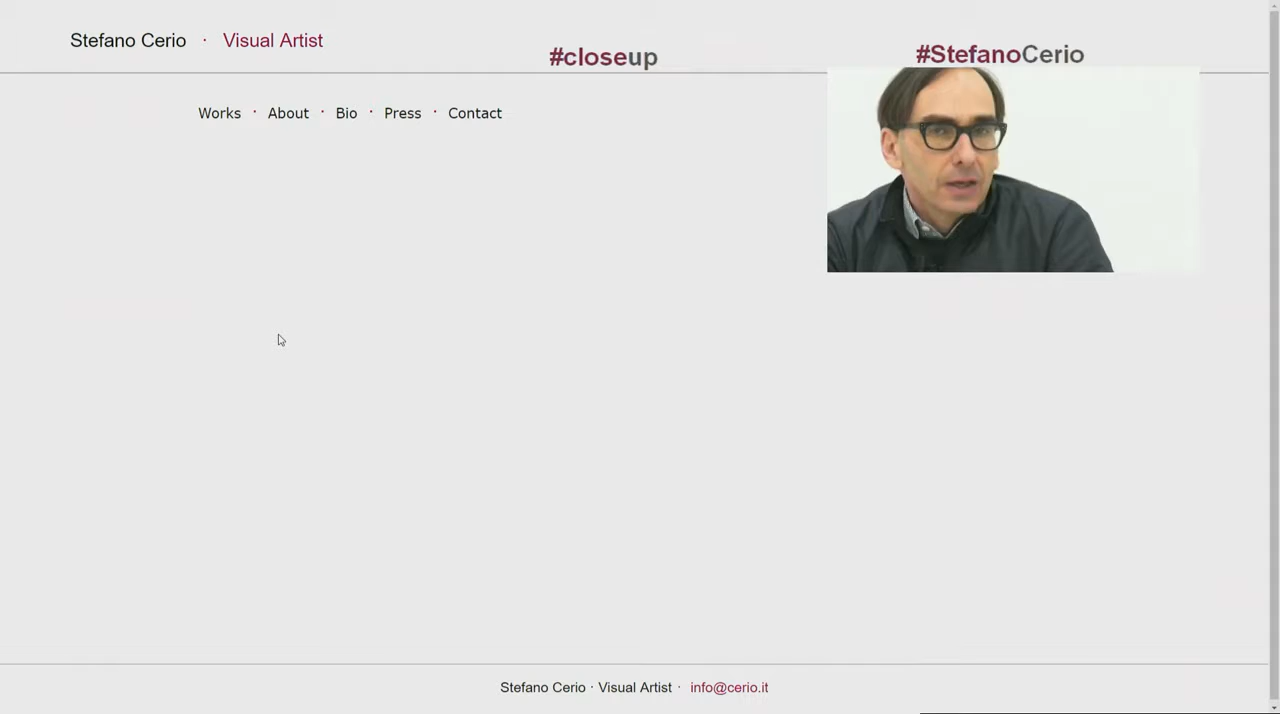 Stefano Cerio · Visual Artist
#closeup
#StefanoCerio
Works · About · Bio · Press · Contact
Stefano Cerio · Visual Artist · info@cerio.it